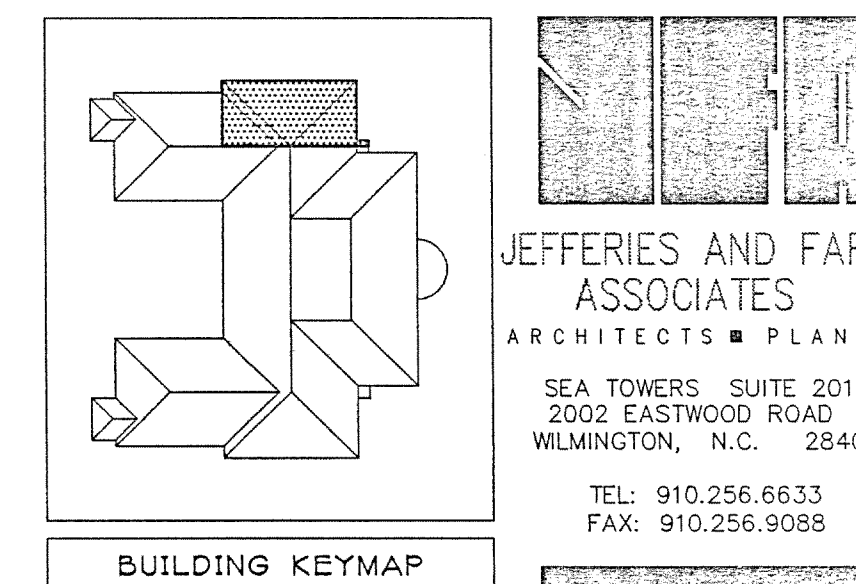 JEFFERIES AND FAR
ASSOCIATES
ARCHITECTS PLAN
SEA TOWERS SUITE 201
2002 EASTWOOD ROAD
WILMINGTON, N.C. 2840
TEL: 910.256.6633
FAX: 910.256.9088
BUILDING KEYMAP